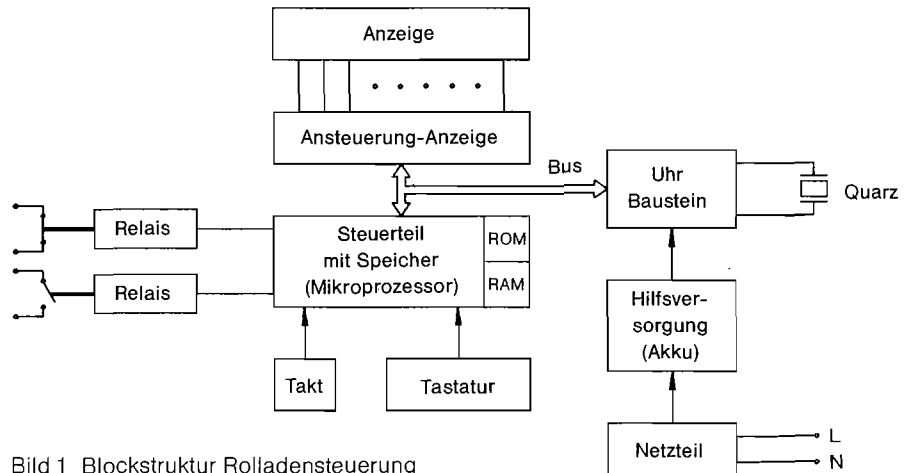 Anzeige
Ansteuerung-Anzeige
Bus
Uhr
Baustein
Quarz
Relais
Relais
Steuerteil
mit Speicher
(Mikroprozessor)
ROM
RAM
Hilfsver-
sorgung
(Akku)
Takt
Tastatur
Netzteil
L
N
Bild 1 Blockstruktur Rolladensteuerung